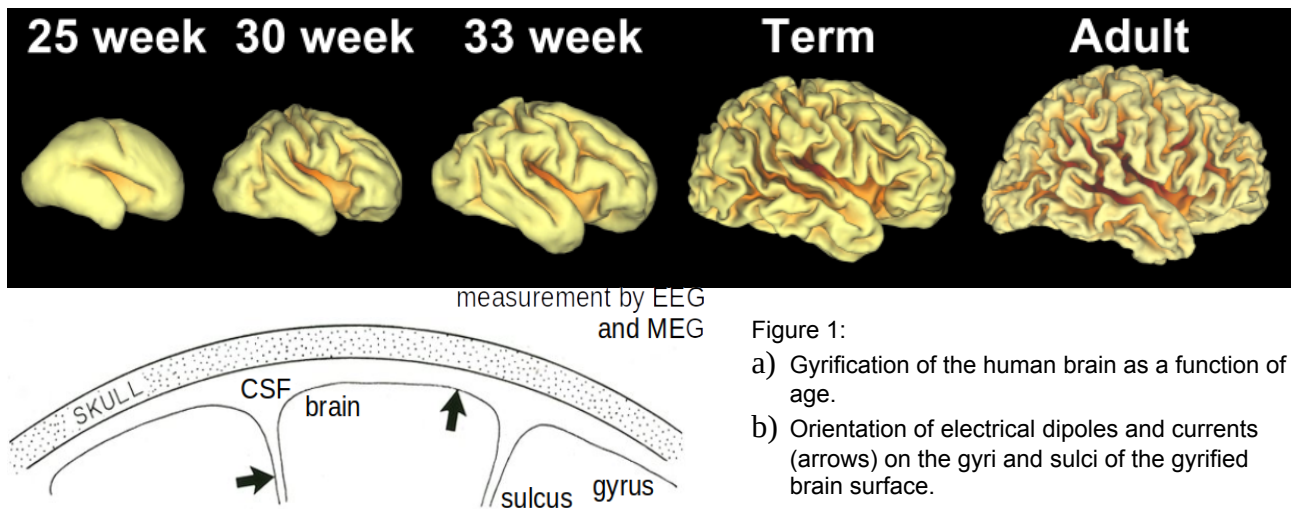 25 week 30 week 33 week Term Adult
measurement by EEG
and MEG
SKULL
CSF
brain
sulcus
gyrus
Figure 1:
a) Gyrification of the human brain as a function of
age.
b) Orientation of electrical dipoles and currents
(arrows) on the gyri and sulci of the gyrified
brain surface.